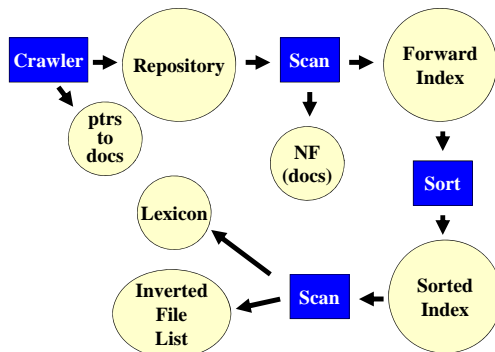 Crawler
Repository
Scan
Forward
Index
ptrs
to
docs
NF
(docs)
Sort
Lexicon
Inverted
File
List
Scan
Sorted
Index